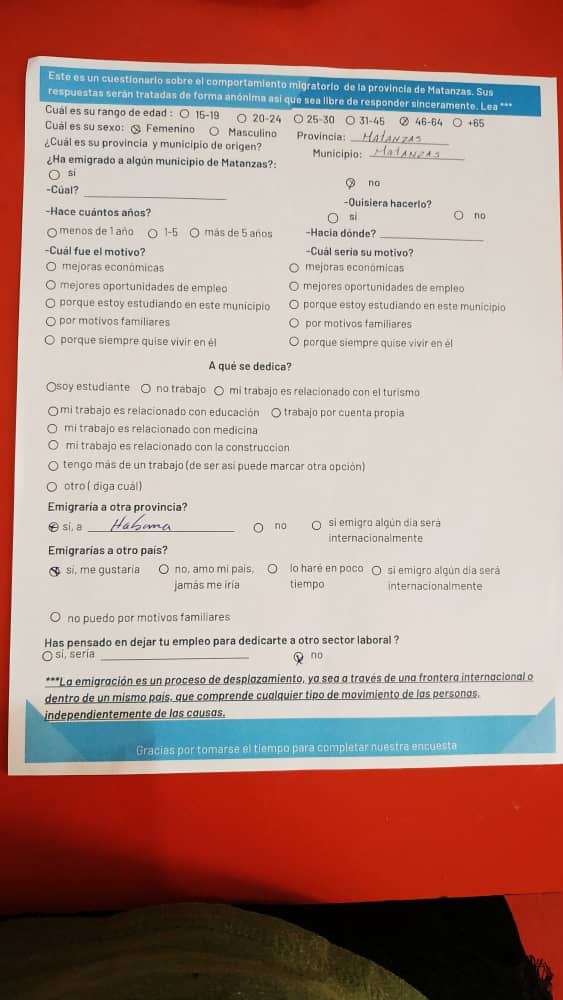 Este es un cuestionario sobre el comportamiento migratorio de la provincia de Matanzas. Sus
respuestas serán tratadas de forma anónima asi que sea libre de responder sinceramente. Lea ***
Cuál es su rango de edad : 15-19 20-24 25-30 31-45 46-64 +65
Cuál es su sexo: Femenino Masculino Provincia: Matanzas
¿Cuál es su provincia y municipio de origen? Municipio: Matanzas
¿Ha emigrado a algún municipio de Matanzas?:
sí no
-Cúal? -Quisiera hacerlo?
-Hace cuántos años? si no
menos de 1 año 1-5 más de 5 años -Hacia dónde?
-Cuál fue el motivo? -Cuál seria su motivo?
mejoras económicas mejoras económicas
mejores oportunidades de empleo mejores oportunidades de empleo
porque estoy estudiando en este municipio porque estoy estudiando en este municipio
por motivos familiares por motivos familiares
porque siempre quise vivir en él porque siempre quise vivir en él
A qué se dedica?
soy estudiante no trabajo mi trabajo es relacionado con el turismo
mi trabajo es relacionado con educación trabajo por cuenta propia
mi trabajo es relacionado con medicina
mi trabajo es relacionado con la construccion
tengo más de un trabajo (de ser asi puede marcar otra opción)
otro ( diga cuál)
Emigraría a otra provincia?
sí, a Habana no si emigro algún dia será
internacionalmente
Emigrarías a otro país?
si, me gustaría no, amo mi país, lo haré en poco si emigro algún dia será
jamás me iría tiempo internacionalmente
no puedo por motivos familiares
Has pensado en dejar tu empleo para dedicarte a otro sector laboral ?
si, seria no
***La emigración es un proceso de desplazamiento, ya sea a través de una frontera internacional o
dentro de un mismo país, que comprende cualquier tipo de movimiento de las personas,
independientemente de las causas.
Gracias por tomarse el tiempo para completar nuestra encuesta